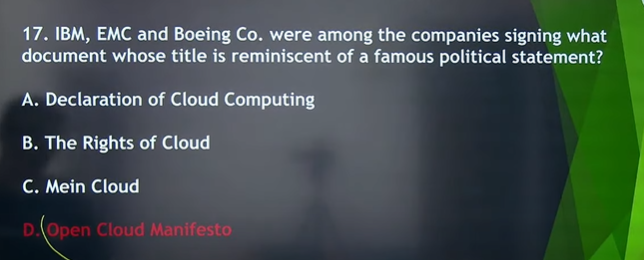 17. IBM, EMC and Boeing Co. were among the companies signing what
document whose title is reminiscent of a famous political statement?
A. Declaration of Cloud Computing
B. The Rights of Cloud
C. Mein Cloud
D. Open Cloud Manifesto